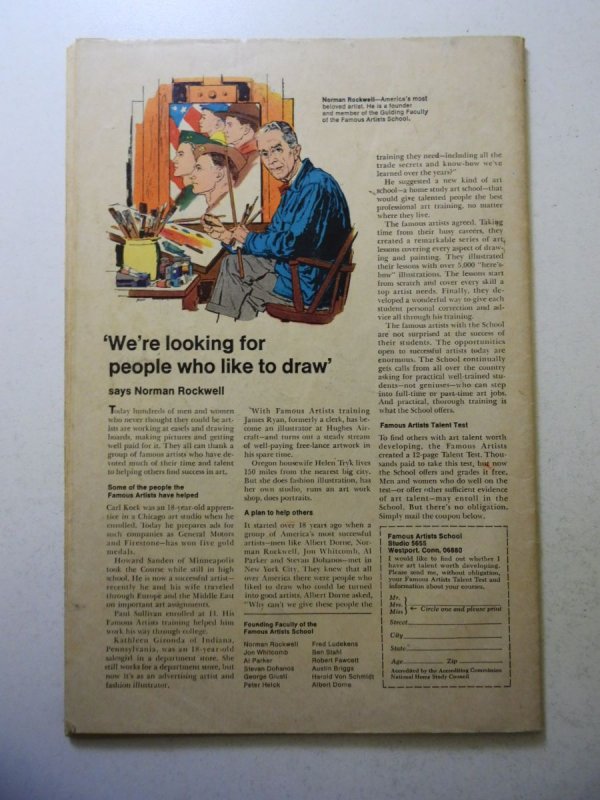 Norman Rockwell—America's most
beloved artist. He is a founder
and member of the Guiding Faculty
of the Famous Artists School.
'We're looking for
people who like to draw'
says Norman Rockwell
Today hundreds of men and women
who never thought they could be art-
ists are working at easels and drawing
boards, making pictures and getting
well paid for it. They all can thank a
group of famous artists who have de-
voted much of their time and talent
to helping others find success in art.
Some of the people the
Famous Artists have helped
Carl Kock was an 18-year-old appren-
tice in a Chicago art studio when he
enrolled. Today he prepares ads for
such companies as General Motors
and Firestone—has won five gold
medals.
Howard Sanden of Minneapolis
took the Course while still in high
school. He is now a successful artist—
recently he and his wife traveled
through Europe and the Middle East
on important art assignments.
Paul Sullivan enrolled at 14. His
Famous Artists training helped him
work his way through college.
Kathleen Gironda of Indiana,
Pennsylvania, was an 18-year-old
salesgirl in a department store. She
still works for a department store, but
now it's as an advertising artist and
fashion illustrator.
With Famous Artists training
James Ryan, formerly a clerk, has be-
come an illustrator at Hughes Air-
craft—and turns out a steady stream
of well-paying free-lance artwork in
his spare time.
Oregon housewife Helen Tryk lives
150 miles from the nearest big city.
But she does fashion illustration, has
her own studio, runs an art work
shop, does portraits.
A plan to help others
It started over 18 years ago when a
group of America's most successful
artists—men like Albert Dorne, Nor-
man Rockwell, Jon Whitcomb, Al
Parker and Stevan Dohanos—met in
New York City. They knew that all
over America there were people who
liked to draw who could be turned
into good artists. Albert Dorne asked,
"Why can't we give these people the
Founding Faculty of the
Famous Artists School
Norman Rockwell
Jon Whitcomb
Al Parker
Stevan Dohanos
George Giusti
Peter Helck
Fred Ludekens
Ben Stahl
Robert Fawcett
Austin Briggs
Harold Von Schmidt
Albert Dorne
training they need—including all the
trade secrets and know-how we've
learned over the years?"
He suggested a new kind of art
school—a home study art school—that
would give talented people the best
professional art training, no matter
where they live.
The famous artists agreed. Taking
time from their busy careers, they
created a remarkable series of art
lessons covering every aspect of draw-
ing and painting. They illustrated
their lessons with over 5,000 "here's-
how" illustrations. The lessons start
from scratch and cover every skill a
top artist needs. Finally, they de-
veloped a wonderful way to give each
student personal correction and ad-
vice all through his training.
The famous artists with the School
are not surprised at the success of
their students. The opportunities
open to successful artists today are
enormous. The School continually
gets calls from all over the country
asking for practical well-trained stu-
dents—not geniuses—who can step
into full-time or part-time art jobs.
And practical, thorough training is
what the School offers.
Famous Artists Talent Test
To find others with art talent worth
developing, the Famous Artists
created a 12-page Talent Test. Thou-
sands paid to take this test, but now
the School offers and grades it free.
Men and women who do well on the
test—or offer other sufficient evidence
of art talent—may enroll in the
School. But there's no obligation.
Simply mail the coupon below.
Famous Artists School
Studio 5655
Westport, Conn. 06880
I would like to find out whether I
have art talent worth developing.
Please send me, without obligation,
your Famous Artists Talent Test and
information about your courses.
Mr.
Mrs.
Miss
← Circle one and please print
Street
City
State
Age Zip
Accredited by the Accrediting Commission
National Home Study Council